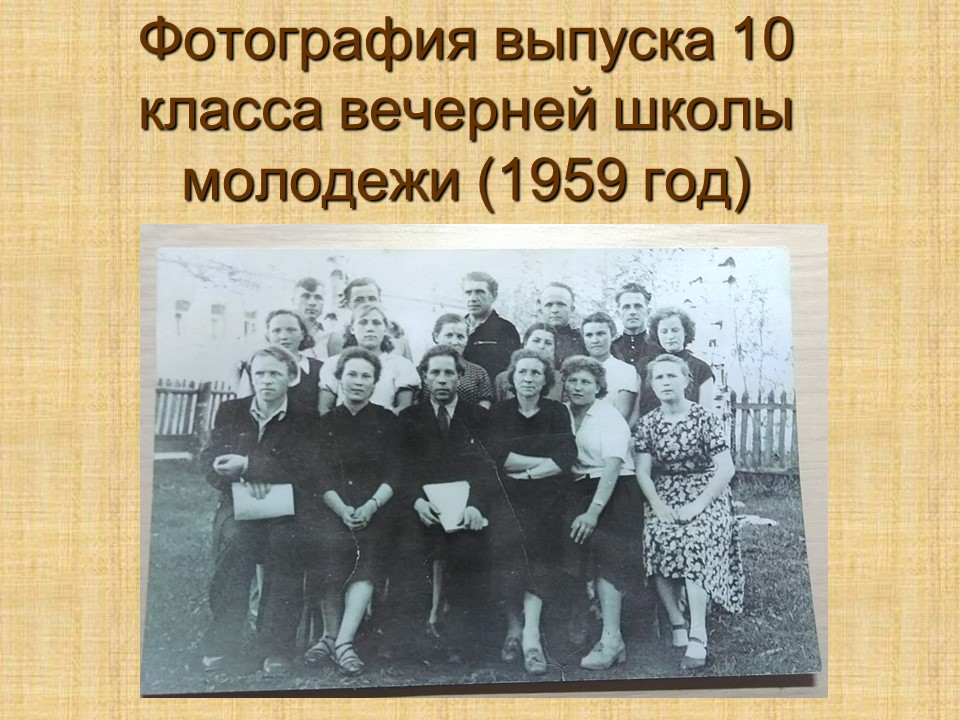 Фотография выпуска 10
класса вечерней школы
молодежи (1959 год)